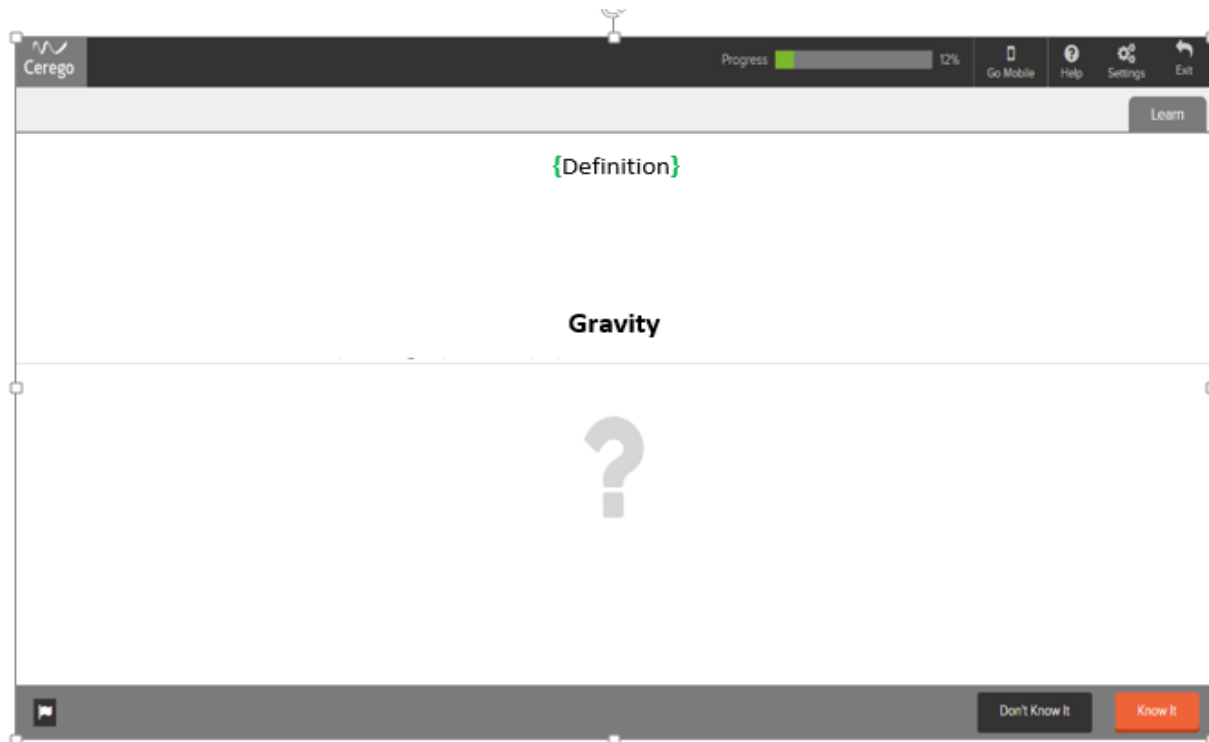 Cerego
Progress 12%
Go Mobile
Help
Settings
Exit
Learn
{Definition}
Gravity
?
Don't Know It
Know It